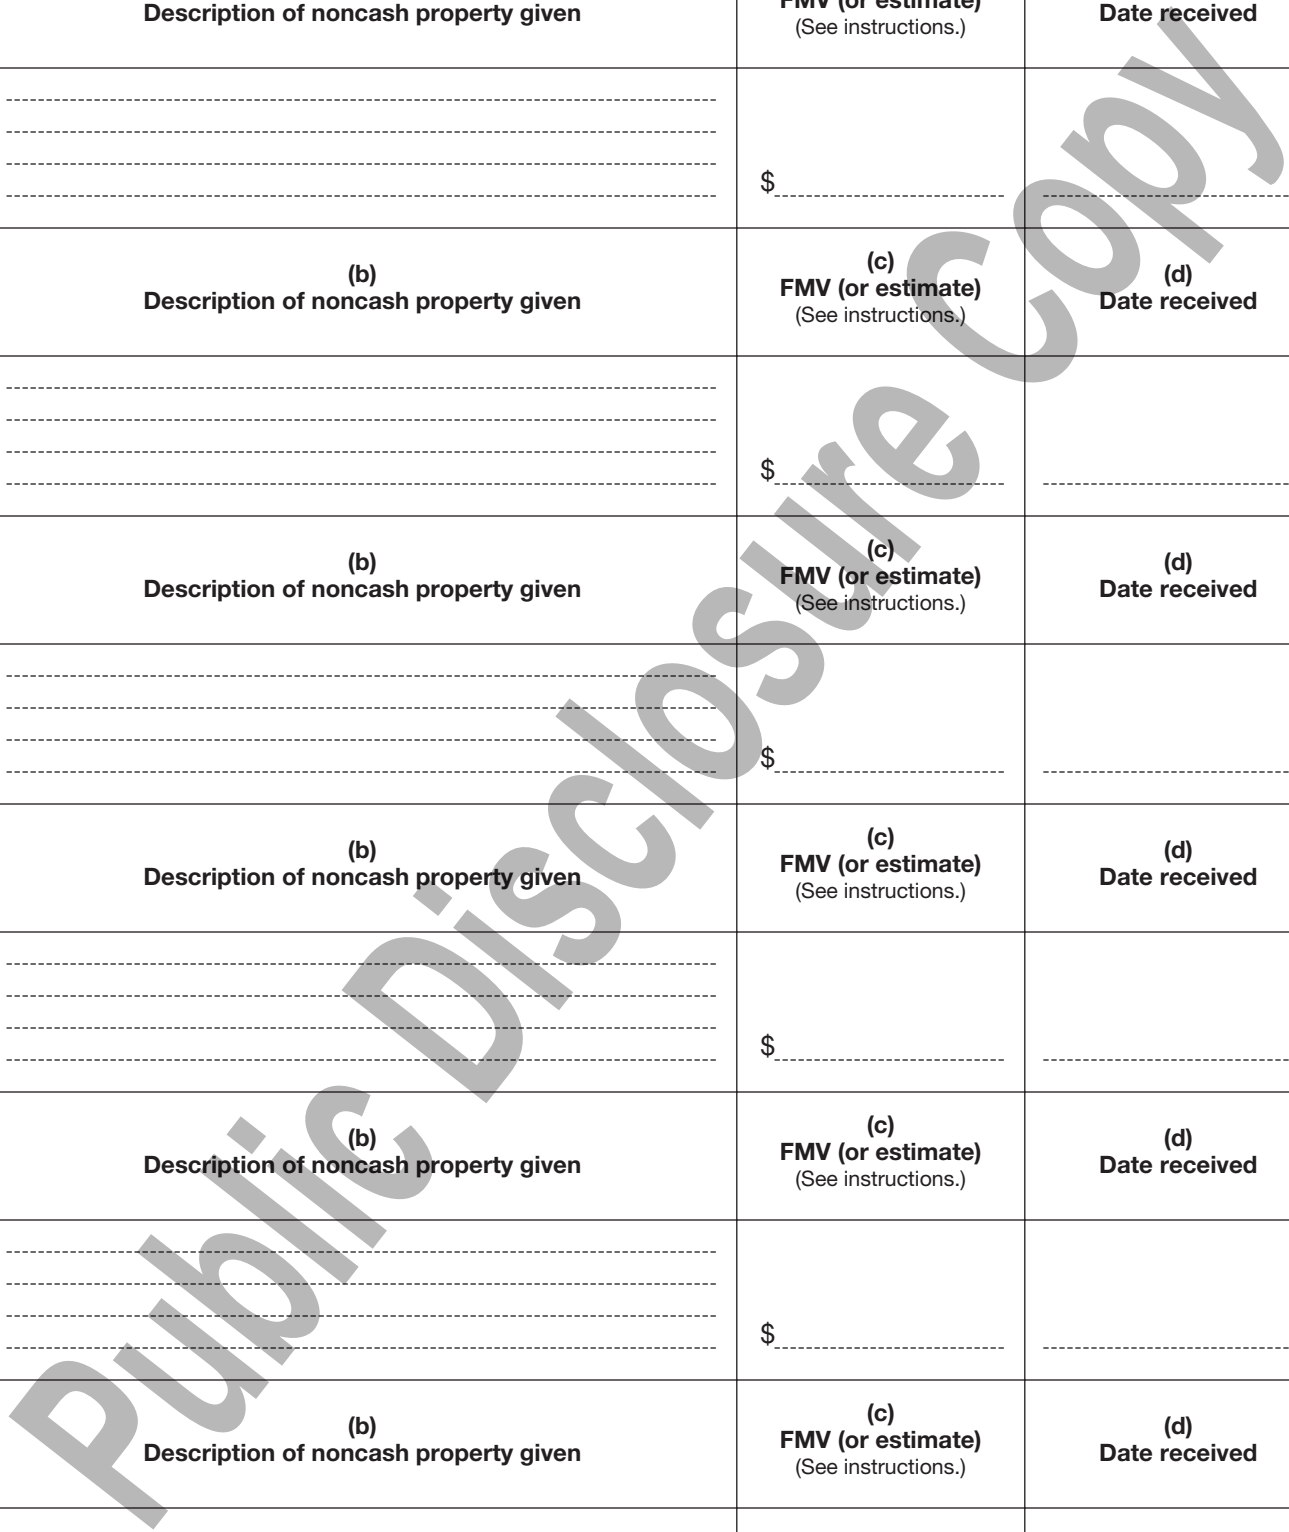 Description of noncash property given
FMV (or estimate)
(See instructions.)
Date received
$
(b)
Description of noncash property given
(c)
FMV (or estimate)
(See instructions.)
(d)
Date received
$
(b)
Description of noncash property given
(c)
FMV (or estimate)
(See instructions.)
(d)
Date received
$
(b)
Description of noncash property given
(c)
FMV (or estimate)
(See instructions.)
(d)
Date received
$
(b)
Description of noncash property given
(c)
FMV (or estimate)
(See instructions.)
(d)
Date received
$
(b)
Description of noncash property given
(c)
FMV (or estimate)
(See instructions.)
(d)
Date received
Public Disclosure Copy